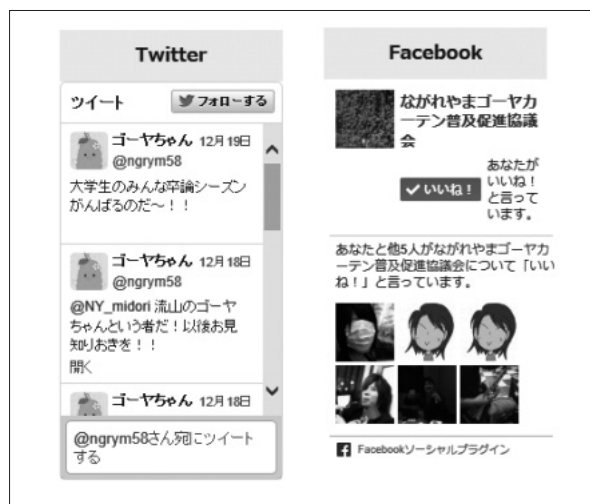 Twitter
ツイート
フォローする
ゴーヤちゃん 12月19日
@ngrym58
大学生のみんな卒論シーズン
がんばるのだ～！！
ゴーヤちゃん 12月18日
@ngrym58
@NY_midori 流山のゴーヤ
ちゃんという者だ！以後お見
知りおきを！！
開く
ゴーヤちゃん 12月18日
@ngrym58さん宛にツイート
する
Facebook
ながれやまゴーヤカ
ーテン普及促進協議
会
いいね！
あなたが
いいね！
と言って
います。
あなたと他5人がながれやまゴーヤカ
ーテン普及促進協議会について「いい
ね！」と言っています。
Facebookソーシャルプラグイン